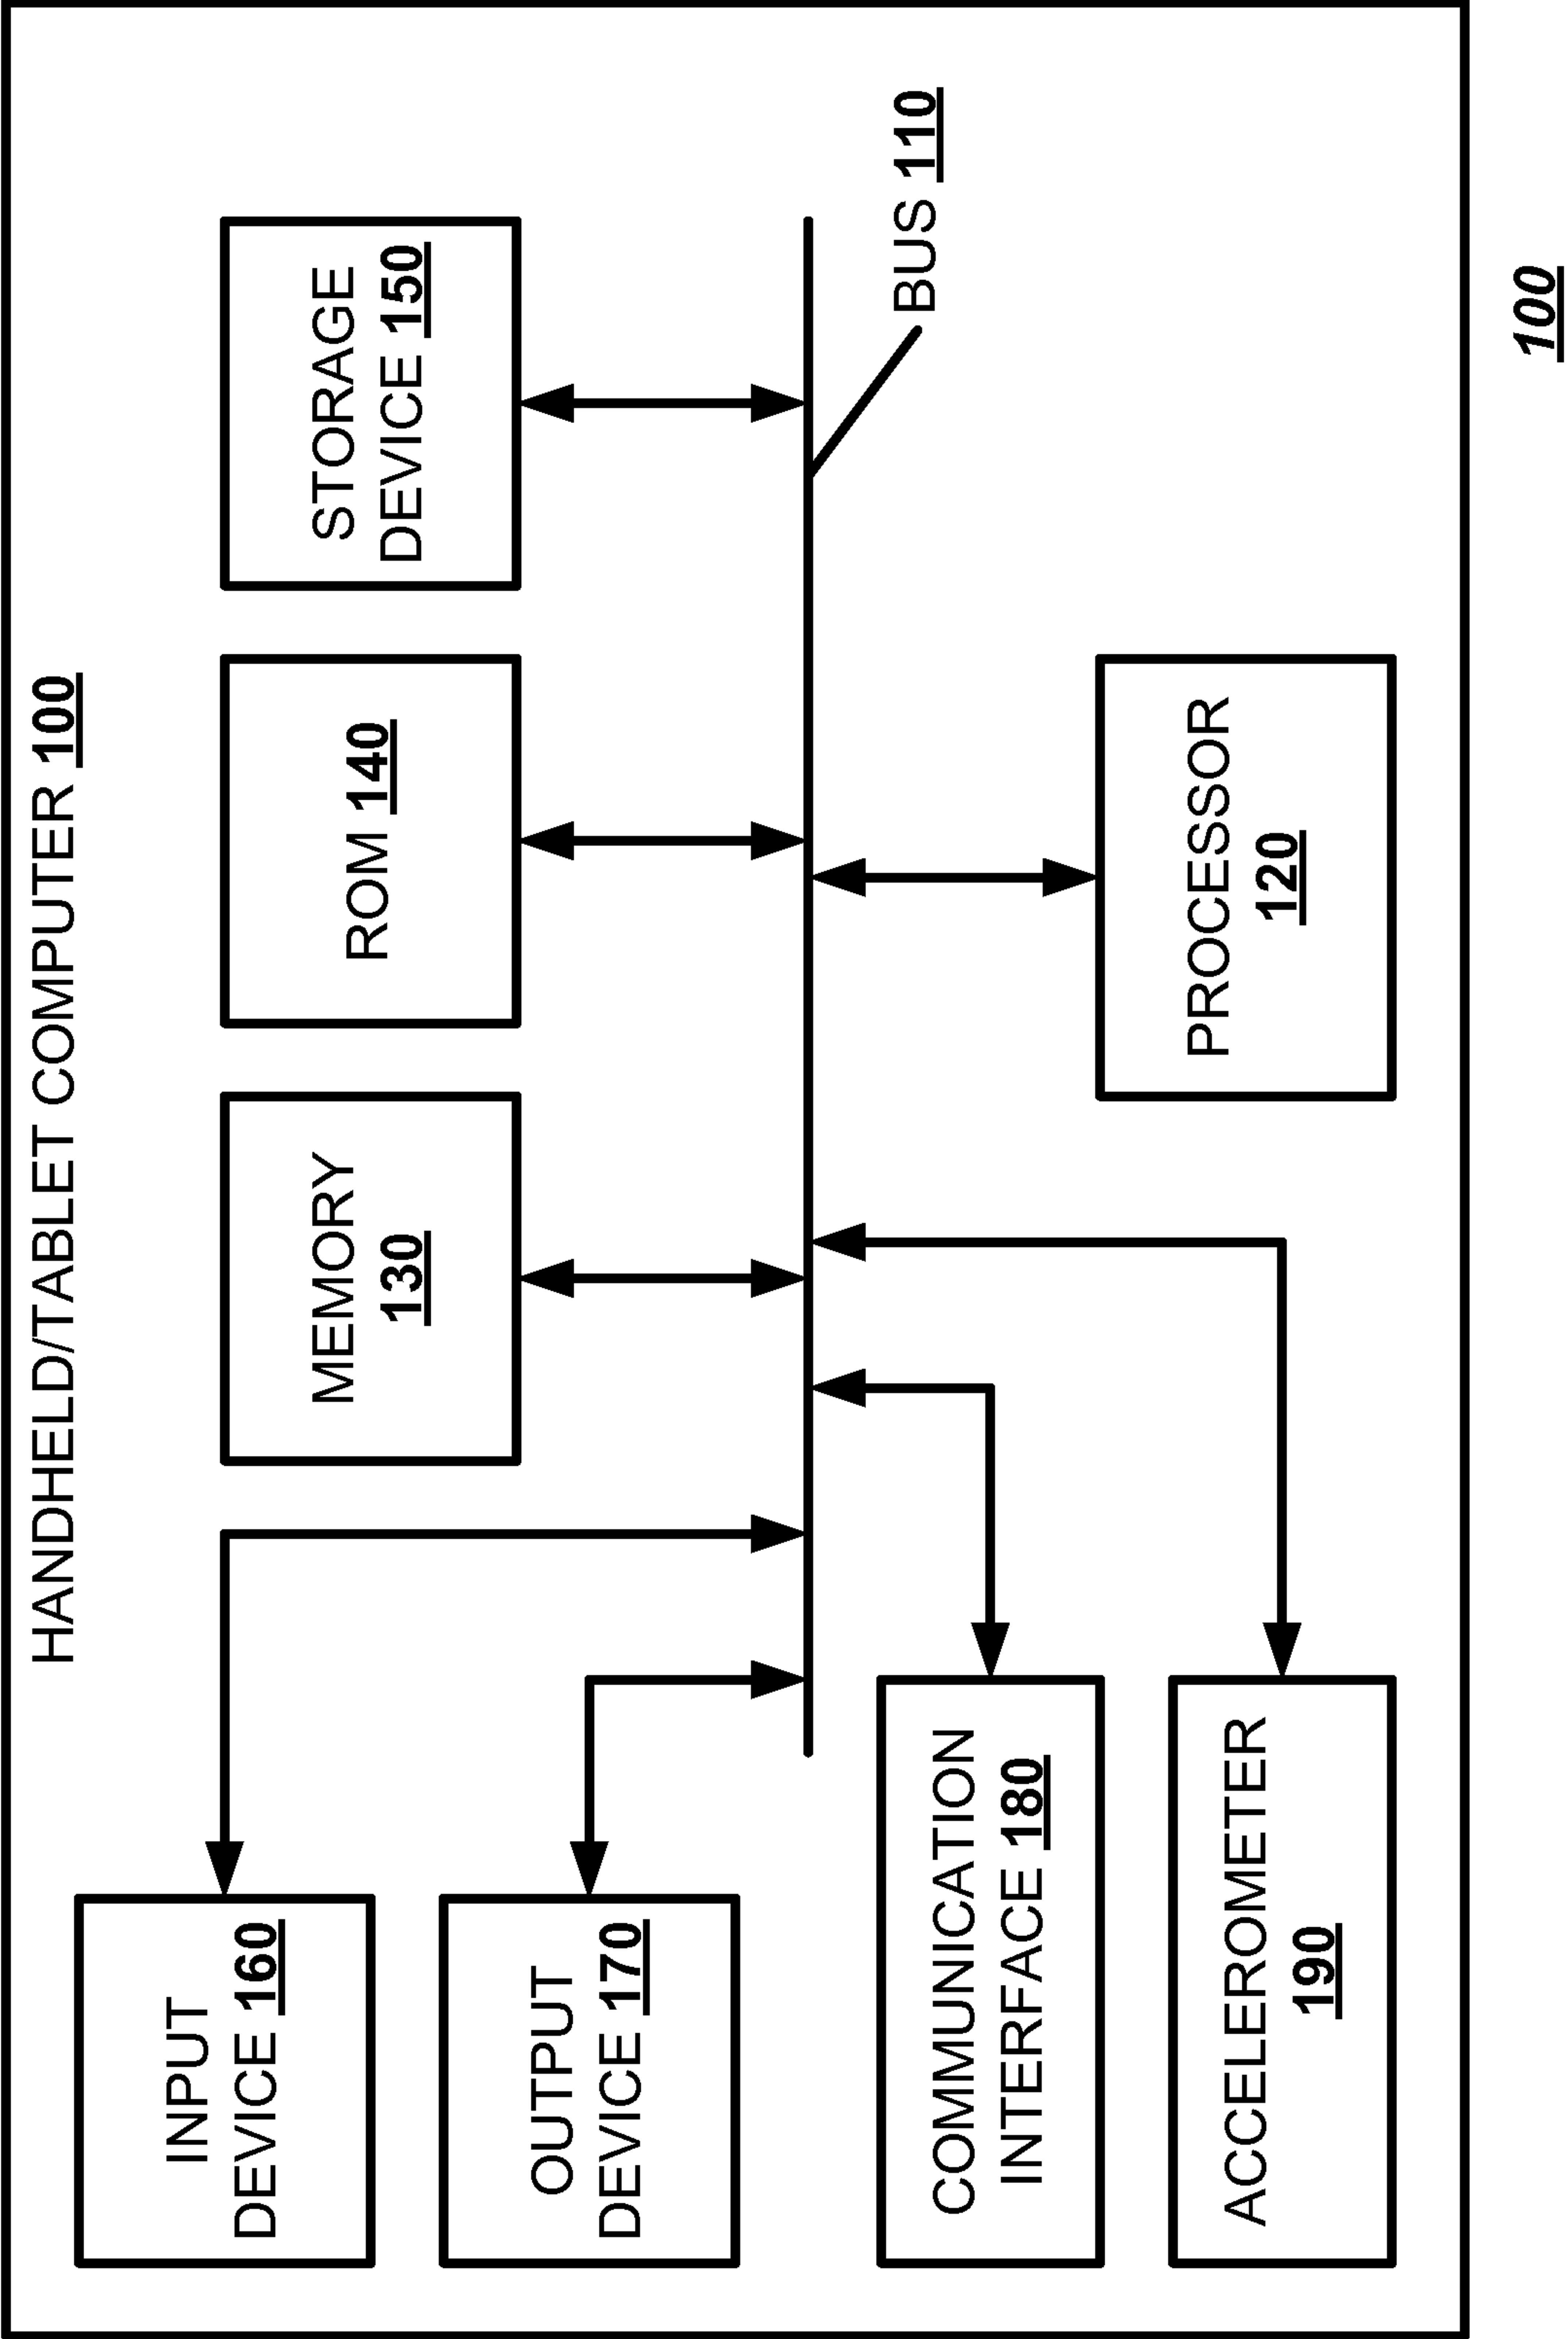 HANDHELD/TABLET COMPUTER 100
INPUT
DEVICE 160
OUTPUT
DEVICE 170
MEMORY
130
ROM 140
STORAGE
DEVICE 150
BUS 110
COMMUNICATION
INTERFACE 180
ACCELEROMETER
190
PROCESSOR
120
100